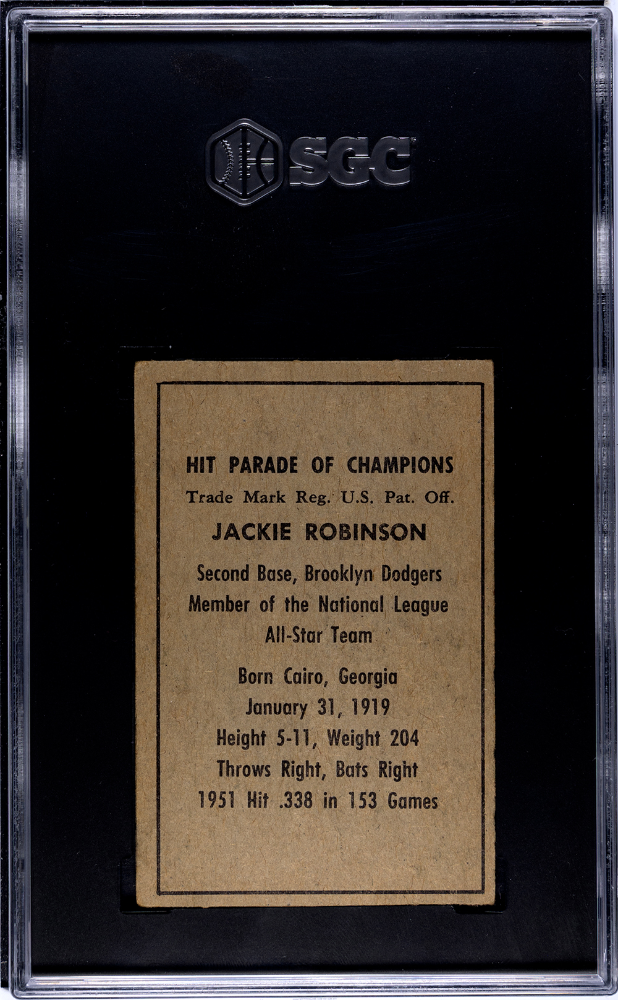 SGC
HIT PARADE OF CHAMPIONS
Trade Mark Reg. U.S. Pat. Off.
JACKIE ROBINSON
Second Base, Brooklyn Dodgers
Member of the National League
All-Star Team
Born Cairo, Georgia
January 31, 1919
Height 5-11, Weight 204
Throws Right, Bats Right
1951 Hit .338 in 153 Games